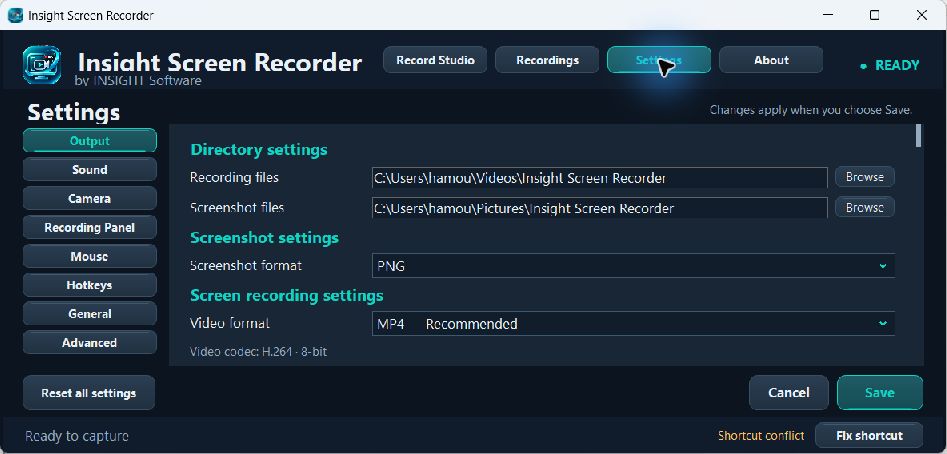 Insight Screen Recorder
Insight Screen Recorder
by INSIGHT Software
Record Studio
Recordings
Settings
About
● READY
Settings
Changes apply when you choose Save.
Output
Sound
Camera
Recording Panel
Mouse
Hotkeys
General
Advanced
Directory settings
Recording files C:\Users\hamou\Videos\Insight Screen Recorder Browse
Screenshot files C:\Users\hamou\Pictures\Insight Screen Recorder Browse
Screenshot settings
Screenshot format PNG
Screen recording settings
Video format MP4 Recommended
Video codec: H.264 · 8-bit
Reset all settings
Cancel
Save
Ready to capture
Shortcut conflict
Fix shortcut